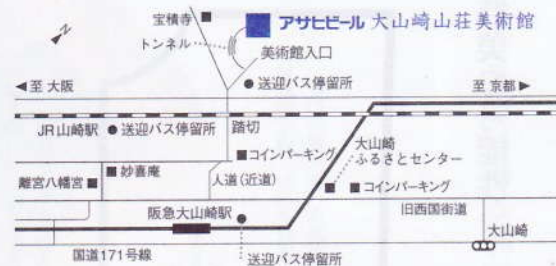 宝積寺
アサヒビール 大山崎山荘美術館
トンネル
美術館入口
送迎バス停留所
至 大阪
至 京都
JR山崎駅
送迎バス停留所
踏切
コインパーキング
大山崎
ふるさとセンター
妙喜庵
離宮八幡宮
人道(近道)
コインパーキング
阪急大山崎駅
旧西国街道
大山崎
国道171号線
送迎バス停留所